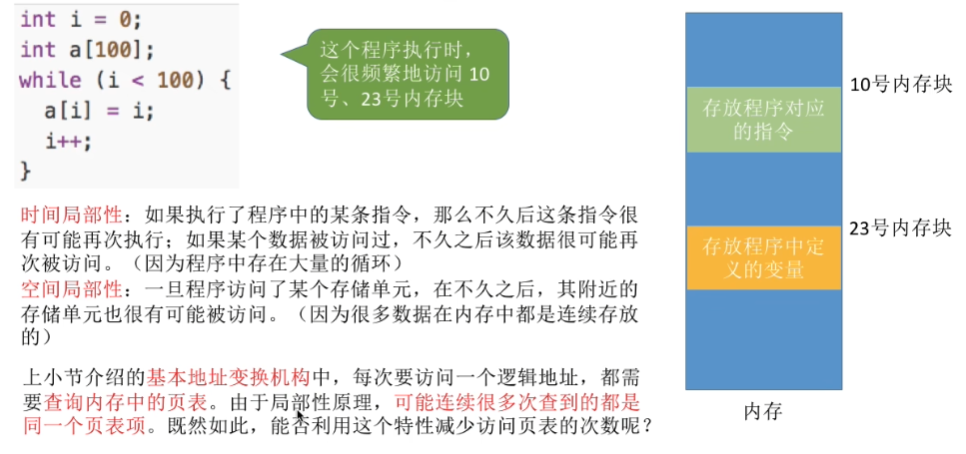 int i = 0;
int a[100];
while (i < 100) {
a[i] = i;
i++;
}
这个程序执行时，
会很频繁地访问 10
号、23号内存块
时间局部性：如果执行了程序中的某条指令，那么不久后这条指令很
有可能再次执行；如果某个数据被访问过，不久之后该数据很可能再
次被访问。（因为程序中存在大量的循环）
空间局部性：一旦程序访问了某个存储单元，在不久之后，其附近的
存储单元也很有可能被访问。（因为很多数据在内存中都是连续存放
的）
上小节介绍的基本地址变换机构中，每次要访问一个逻辑地址，都需
要查询内存中的页表。由于局部性原理，可能连续很多次查到的都是
同一个页表项。既然如此，能否利用这个特性减少访问页表的次数呢？
存放程序对应
的指令
10号内存块
存放程序中定
义的变量
23号内存块
内存